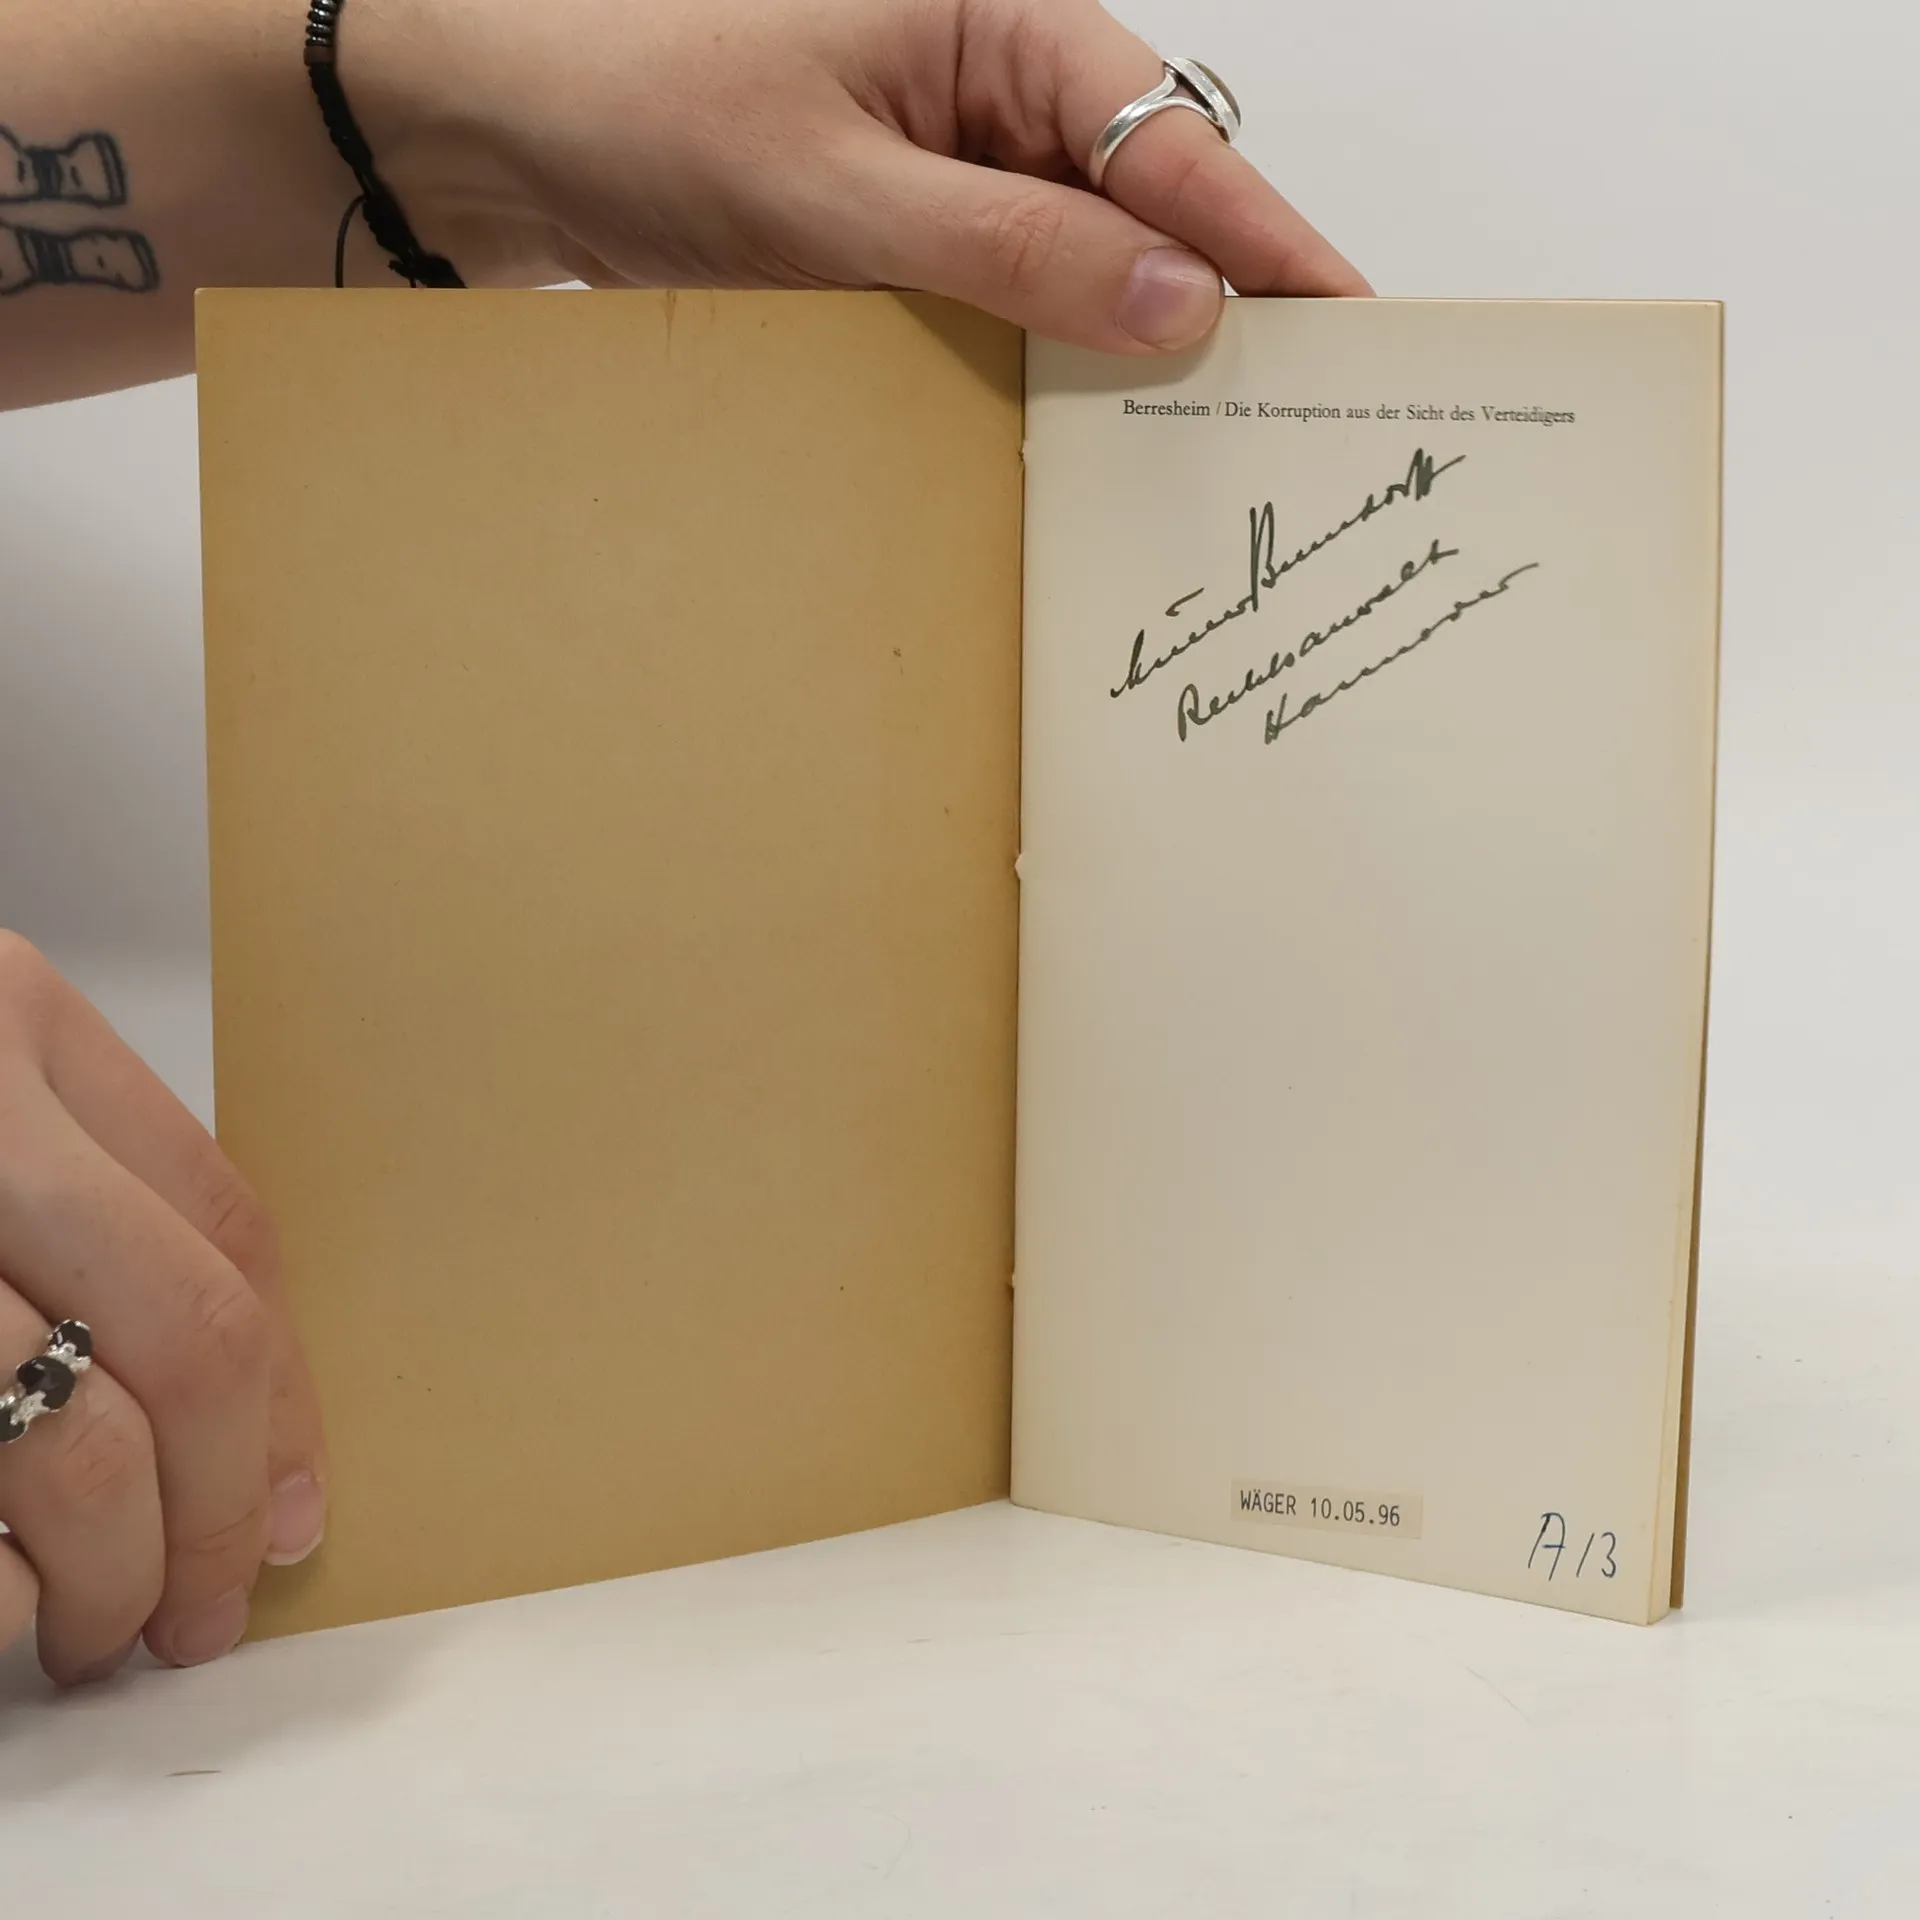 Berresheim / Die Korruption aus der Sicht des Verteidigers
Rechtsanwalt
Hannover
WÄGER 10.05.96
A/3